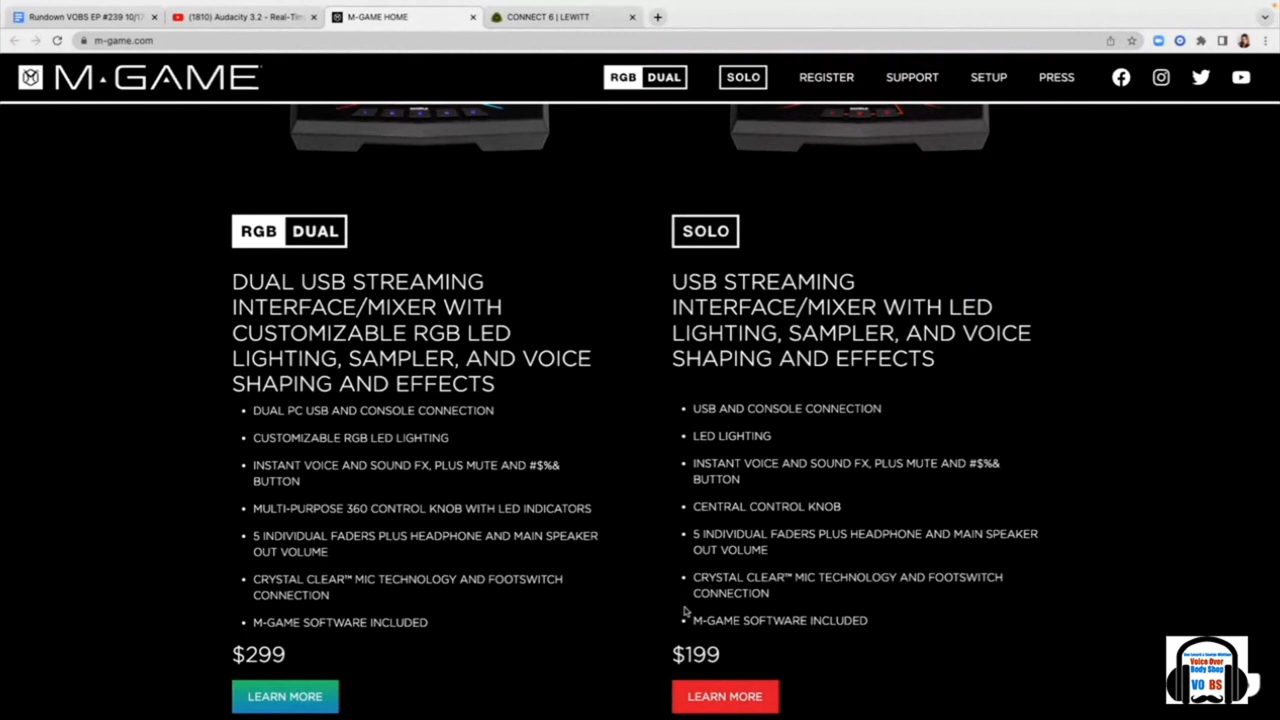 Rundown VOBS EP #239 10/17
(1810) Audacity 3.2 - Real-Tim
M-GAME HOME
CONNECT 6 | LEWITT
m-game.com
M·GAME
RGB DUAL
SOLO
REGISTER
SUPPORT
SETUP
PRESS
RGB DUAL
DUAL USB STREAMING
INTERFACE/MIXER WITH
CUSTOMIZABLE RGB LED
LIGHTING, SAMPLER, AND VOICE
SHAPING AND EFFECTS
• DUAL PC USB AND CONSOLE CONNECTION
• CUSTOMIZABLE RGB LED LIGHTING
• INSTANT VOICE AND SOUND FX, PLUS MUTE AND #$%&
BUTTON
• MULTI-PURPOSE 360 CONTROL KNOB WITH LED INDICATORS
• 5 INDIVIDUAL FADERS PLUS HEADPHONE AND MAIN SPEAKER
OUT VOLUME
• CRYSTAL CLEAR™ MIC TECHNOLOGY AND FOOTSWITCH
CONNECTION
• M-GAME SOFTWARE INCLUDED
$299
LEARN MORE
SOLO
USB STREAMING
INTERFACE/MIXER WITH LED
LIGHTING, SAMPLER, AND VOICE
SHAPING AND EFFECTS
• USB AND CONSOLE CONNECTION
• LED LIGHTING
• INSTANT VOICE AND SOUND FX, PLUS MUTE AND #$%&
BUTTON
• CENTRAL CONTROL KNOB
• 5 INDIVIDUAL FADERS PLUS HEADPHONE AND MAIN SPEAKER
OUT VOLUME
• CRYSTAL CLEAR™ MIC TECHNOLOGY AND FOOTSWITCH
CONNECTION
• M-GAME SOFTWARE INCLUDED
$199
LEARN MORE
Voice Over
Body Shop
VO BS